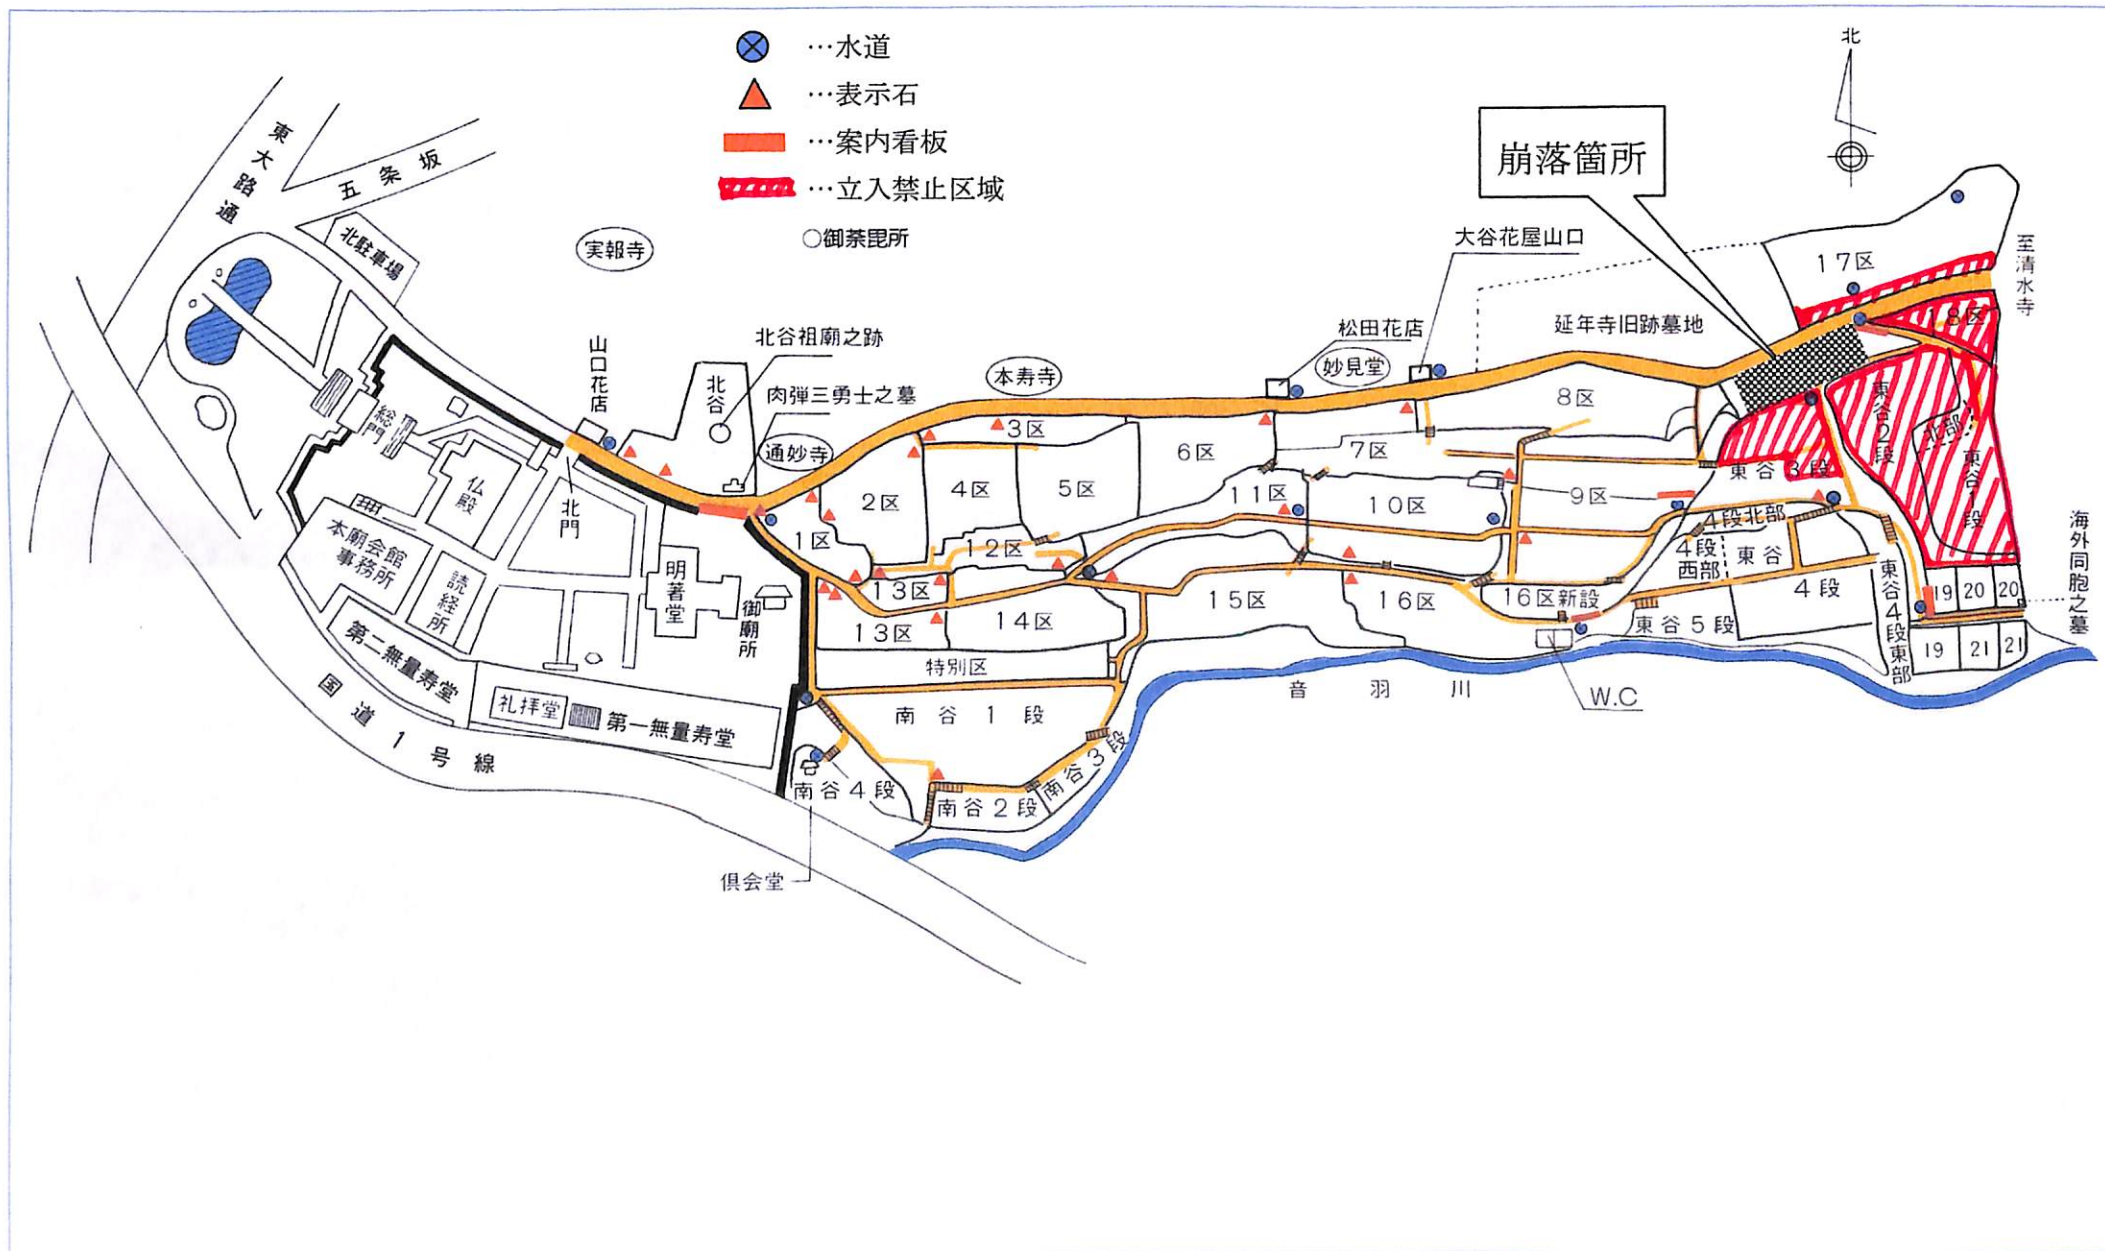 …水道
…表示石
…案内看板
…立入禁止区域
○御荼毘所
北
崩落箇所
東大路通
五条坂
北駐車場
実報寺
山口花店
北谷祖廟之跡
北谷
肉弾三勇士之墓
通妙寺
本寿寺
松田花店
妙見堂
大谷花屋山口
延年寺旧跡墓地
至清水寺
17区
18区
総門
仏殿
北門
本廟会館
事務所
読経所
明著堂
御廟所
第二無量寿堂
礼拝堂
第一無量寿堂
国道1号線
1区
2区
3区
4区
5区
6区
7区
8区
9区
10区
11区
12区
13区
13区
14区
15区
16区
16区新設
特別区
南谷1段
南谷2段
南谷3段
南谷4段
倶会堂
音羽川
W.C
東谷1段
北部
東谷2段
東谷3段
4段北部
4段
西部
東谷
4段
東谷4段東部
東谷5段
19
20
20
19
21
21
海外同胞之墓